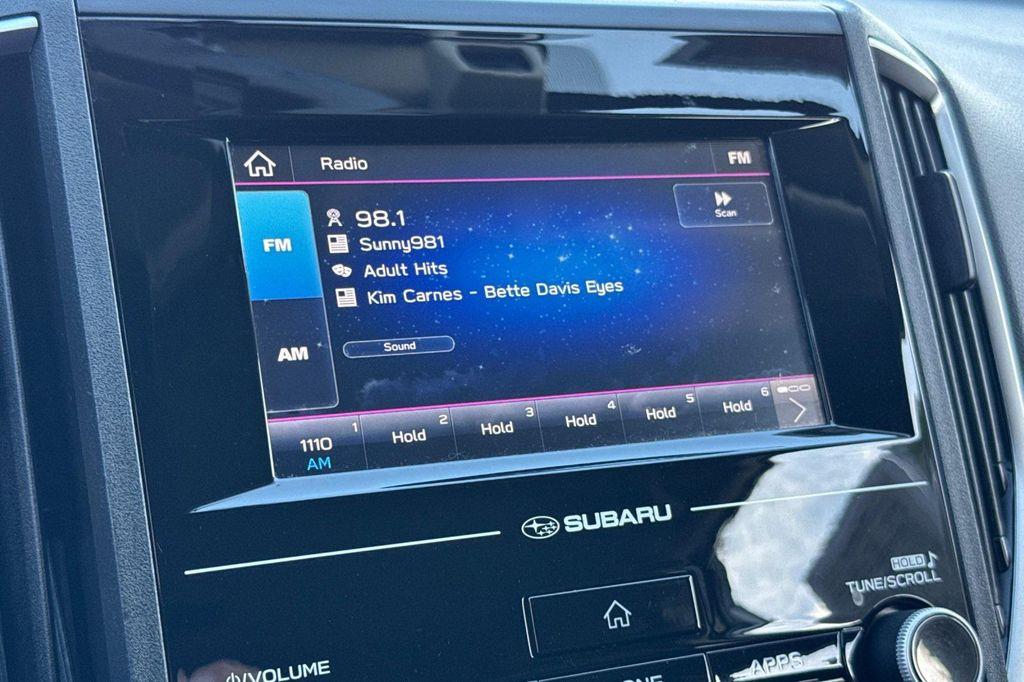 Radio
FM
98.1
Scan
FM
Sunny981
Adult Hits
Kim Carnes - Bette Davis Eyes
Sound
AM
1 2 3 4 5 6
1110 Hold Hold Hold Hold Hold
AM
SUBARU
HOLD
TUNE/SCROLL
APPS
VOLUME